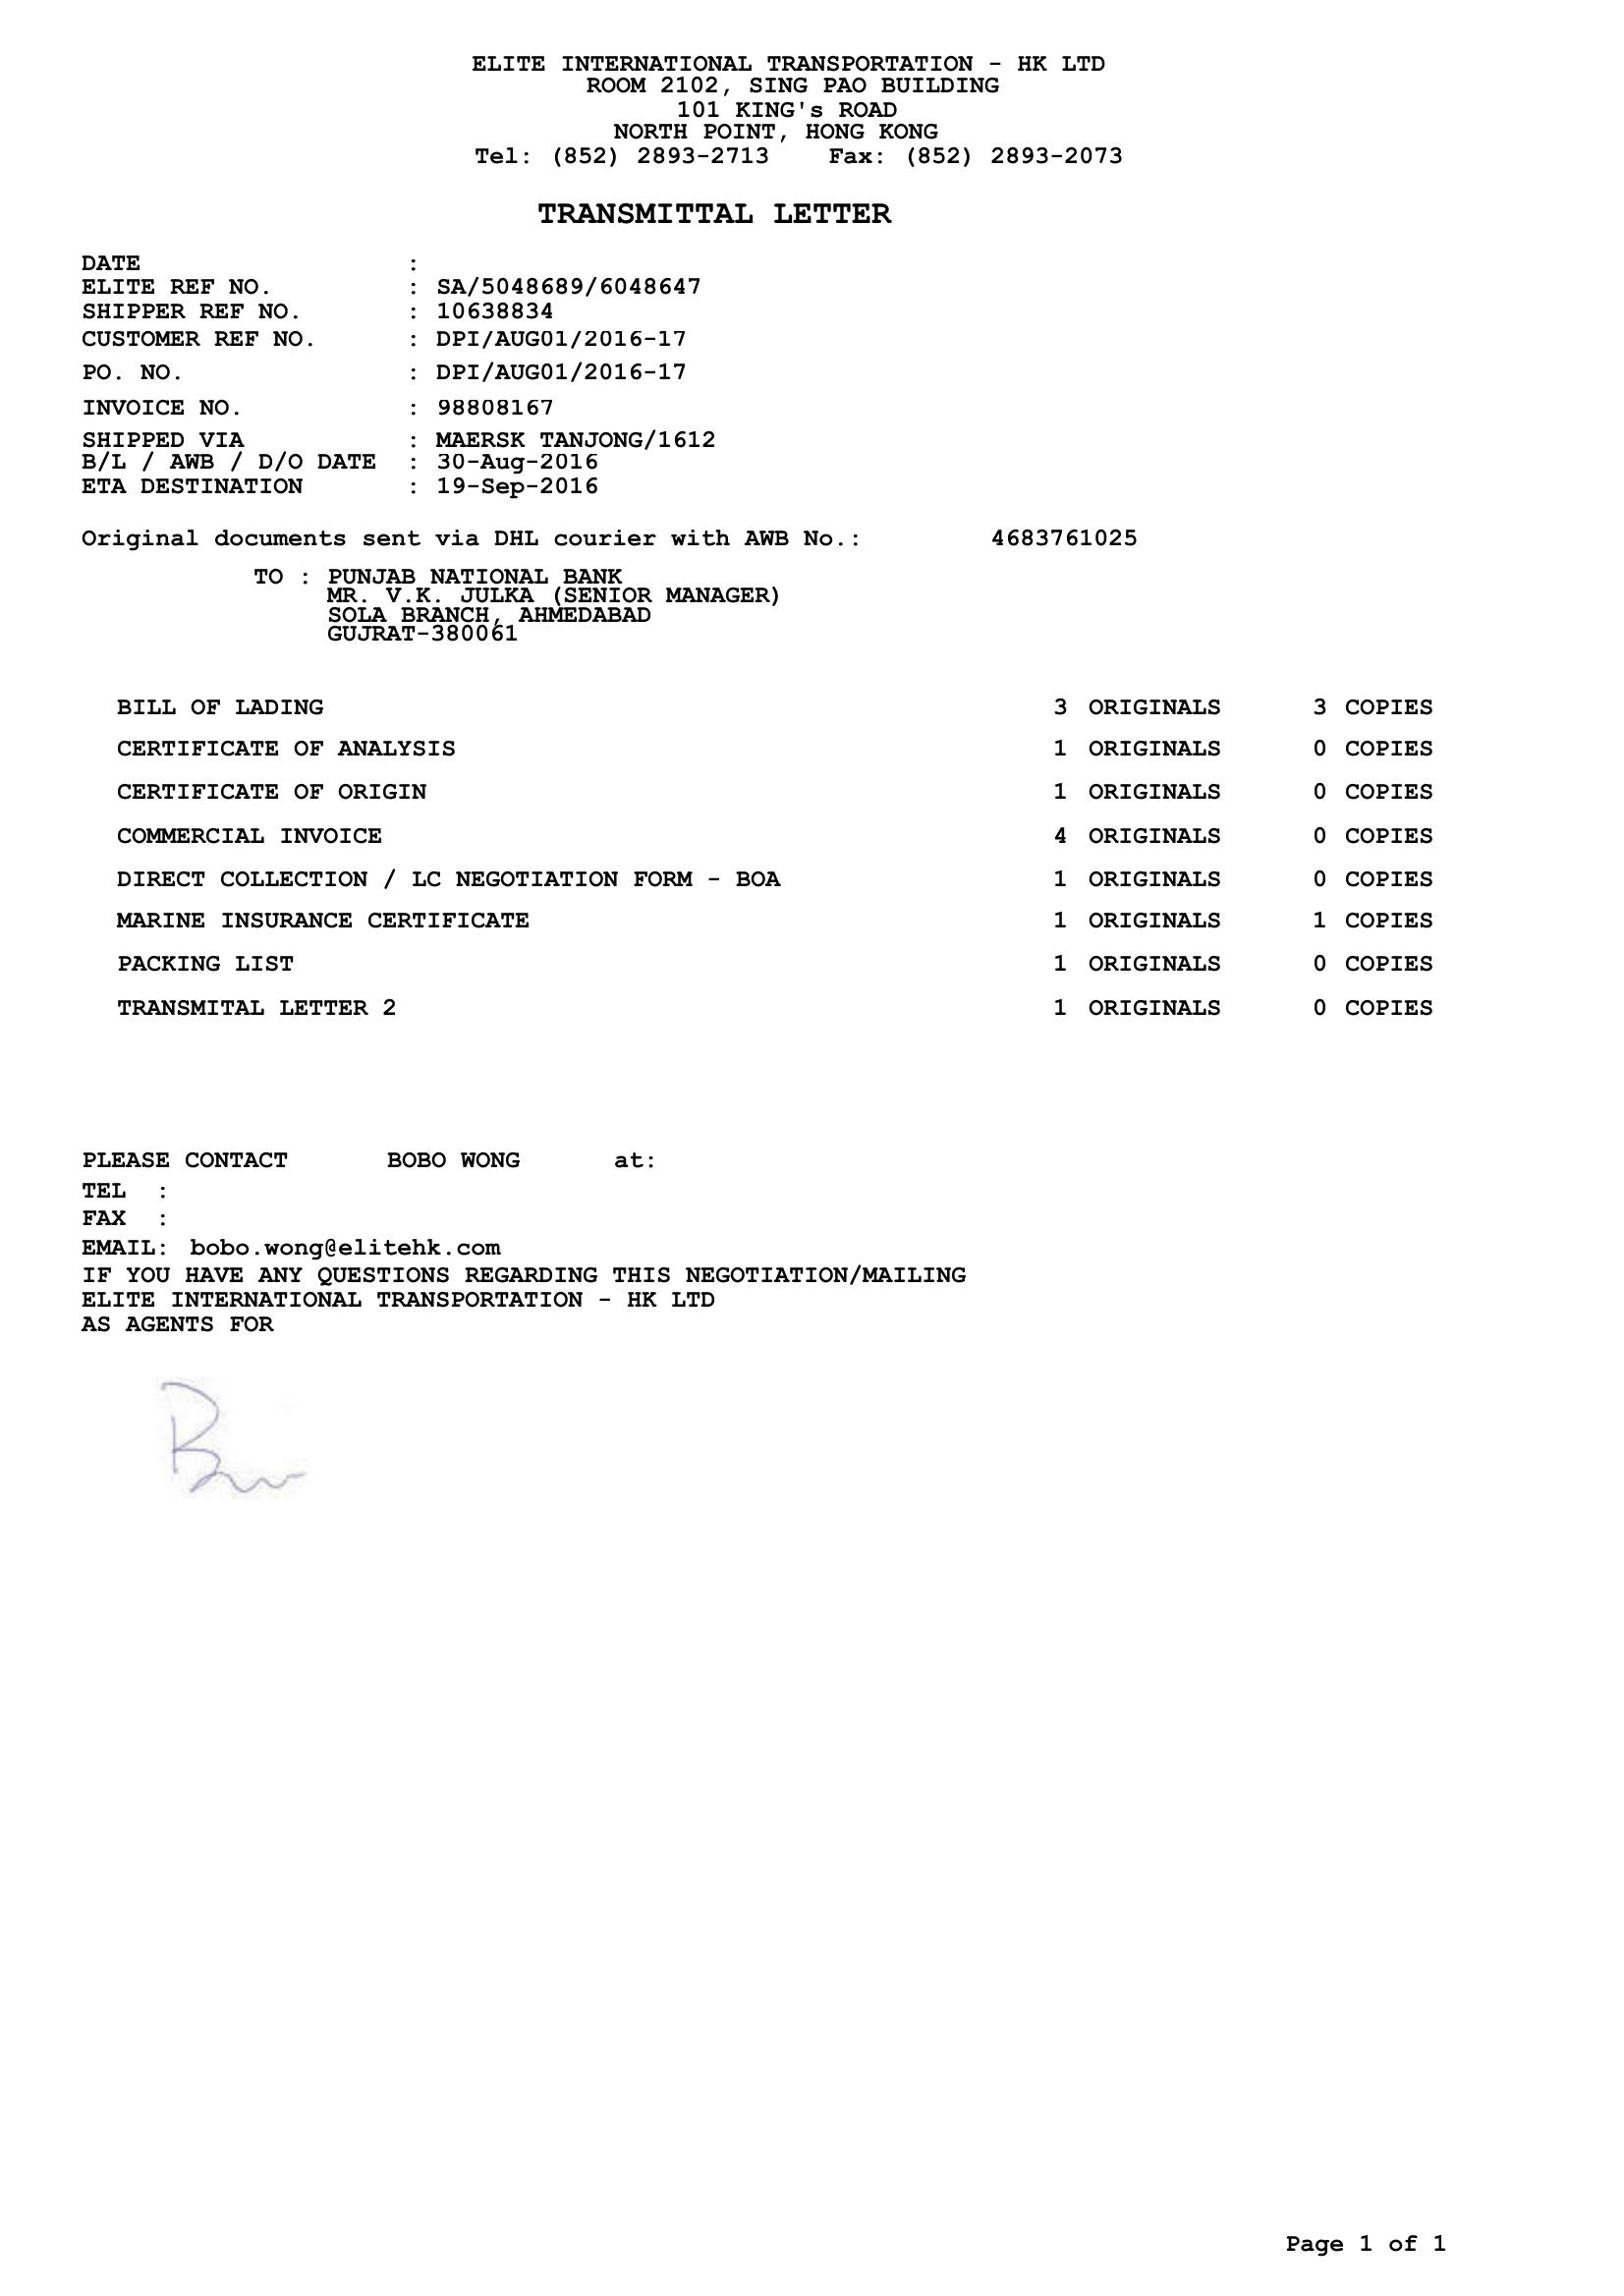 ELITE INTERNATIONAL TRANSPORTATION - HK LTD
ROOM 2102, SING PAO BUILDING
101 KING's ROAD
NORTH POINT, HONG KONG
Tel: (852) 2893-2713 Fax: (852) 2893-2073
TRANSMITTAL LETTER
DATE :
ELITE REF NO. : SA/5048689/6048647
SHIPPER REF NO. : 10638834
CUSTOMER REF NO. : DPI/AUG01/2016-17
PO. NO. : DPI/AUG01/2016-17
INVOICE NO. : 98808167
SHIPPED VIA : MAERSK TANJONG/1612
B/L / AWB / D/O DATE : 30-Aug-2016
ETA DESTINATION : 19-Sep-2016
Original documents sent via DHL courier with AWB No.: 4683761025
TO : PUNJAB NATIONAL BANK
MR. V.K. JULKA (SENIOR MANAGER)
SOLA BRANCH, AHMEDABAD
GUJRAT-380061
BILL OF LADING 3 ORIGINALS 3 COPIES
CERTIFICATE OF ANALYSIS 1 ORIGINALS 0 COPIES
CERTIFICATE OF ORIGIN 1 ORIGINALS 0 COPIES
COMMERCIAL INVOICE 4 ORIGINALS 0 COPIES
DIRECT COLLECTION / LC NEGOTIATION FORM - BOA 1 ORIGINALS 0 COPIES
MARINE INSURANCE CERTIFICATE 1 ORIGINALS 1 COPIES
PACKING LIST 1 ORIGINALS 0 COPIES
TRANSMITAL LETTER 2 1 ORIGINALS 0 COPIES
PLEASE CONTACT BOBO WONG at:
TEL :
FAX :
EMAIL: bobo.wong@elitehk.com
IF YOU HAVE ANY QUESTIONS REGARDING THIS NEGOTIATION/MAILING
ELITE INTERNATIONAL TRANSPORTATION - HK LTD
AS AGENTS FOR
Page 1 of 1